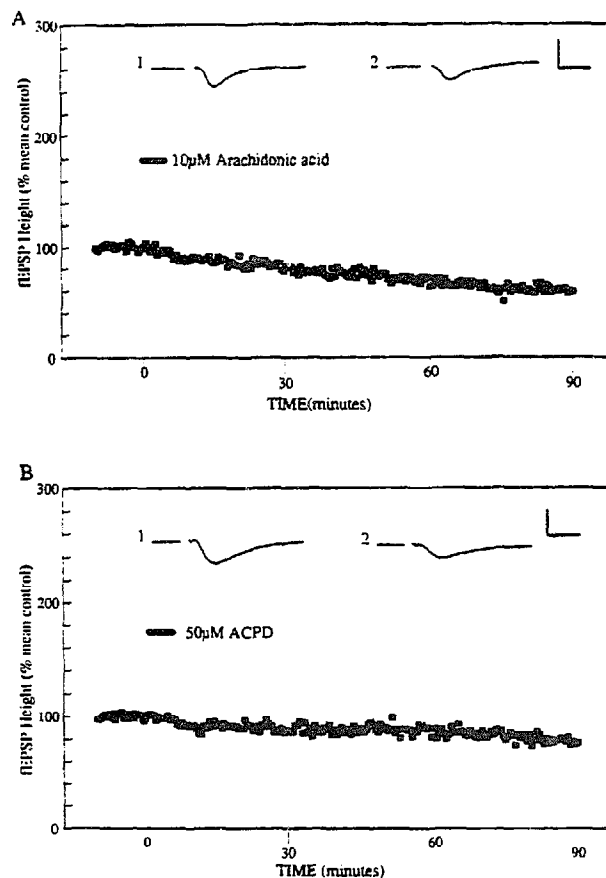 A
300
1
2
200
10µM Arachidonic acid
100
0
fEPSP Height (% mean control)
0
30
60
90
TIME(minutes)
B
300
1
2
200
50µM ACPD
100
0
fEPSP Height (% mean control)
0
30
60
90
TIME (minutes)